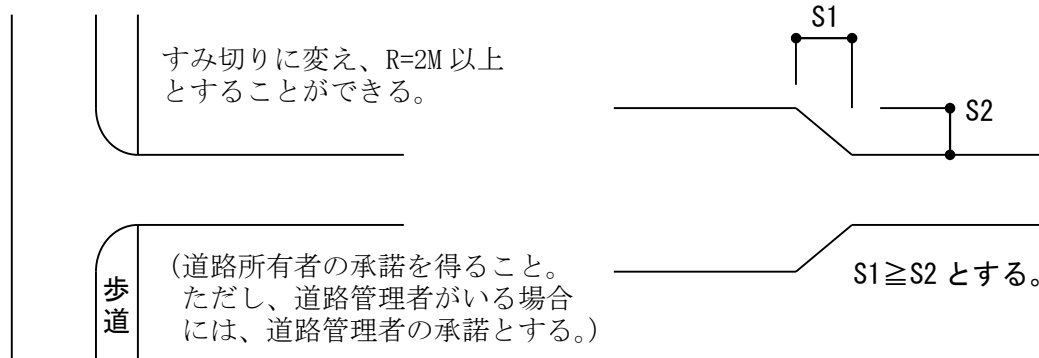 すみ切りに変え、R=2M 以上
とすることができる。
歩道
(道路所有者の承諾を得ること。
ただし、道路管理者がいる場合
には、道路管理者の承諾とする。)
S1
S2
S1≧S2 とする。